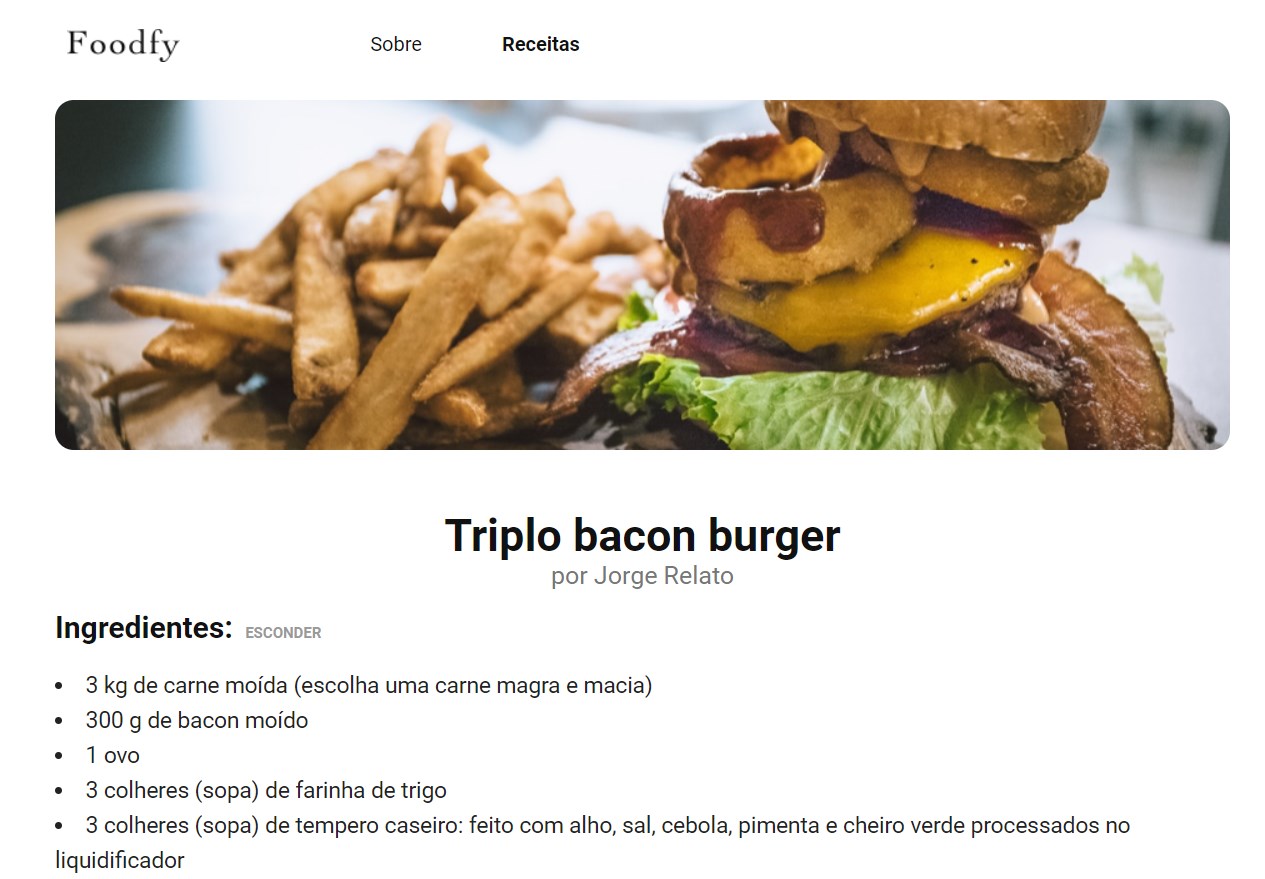 Foodfy Sobre Receitas
Triplo bacon burger
por Jorge Relato
Ingredientes: ESCONDER
• 3 kg de carne moída (escolha uma carne magra e macia)
• 300 g de bacon moído
• 1 ovo
• 3 colheres (sopa) de farinha de trigo
• 3 colheres (sopa) de tempero caseiro: feito com alho, sal, cebola, pimenta e cheiro verde processados no
liquidificador